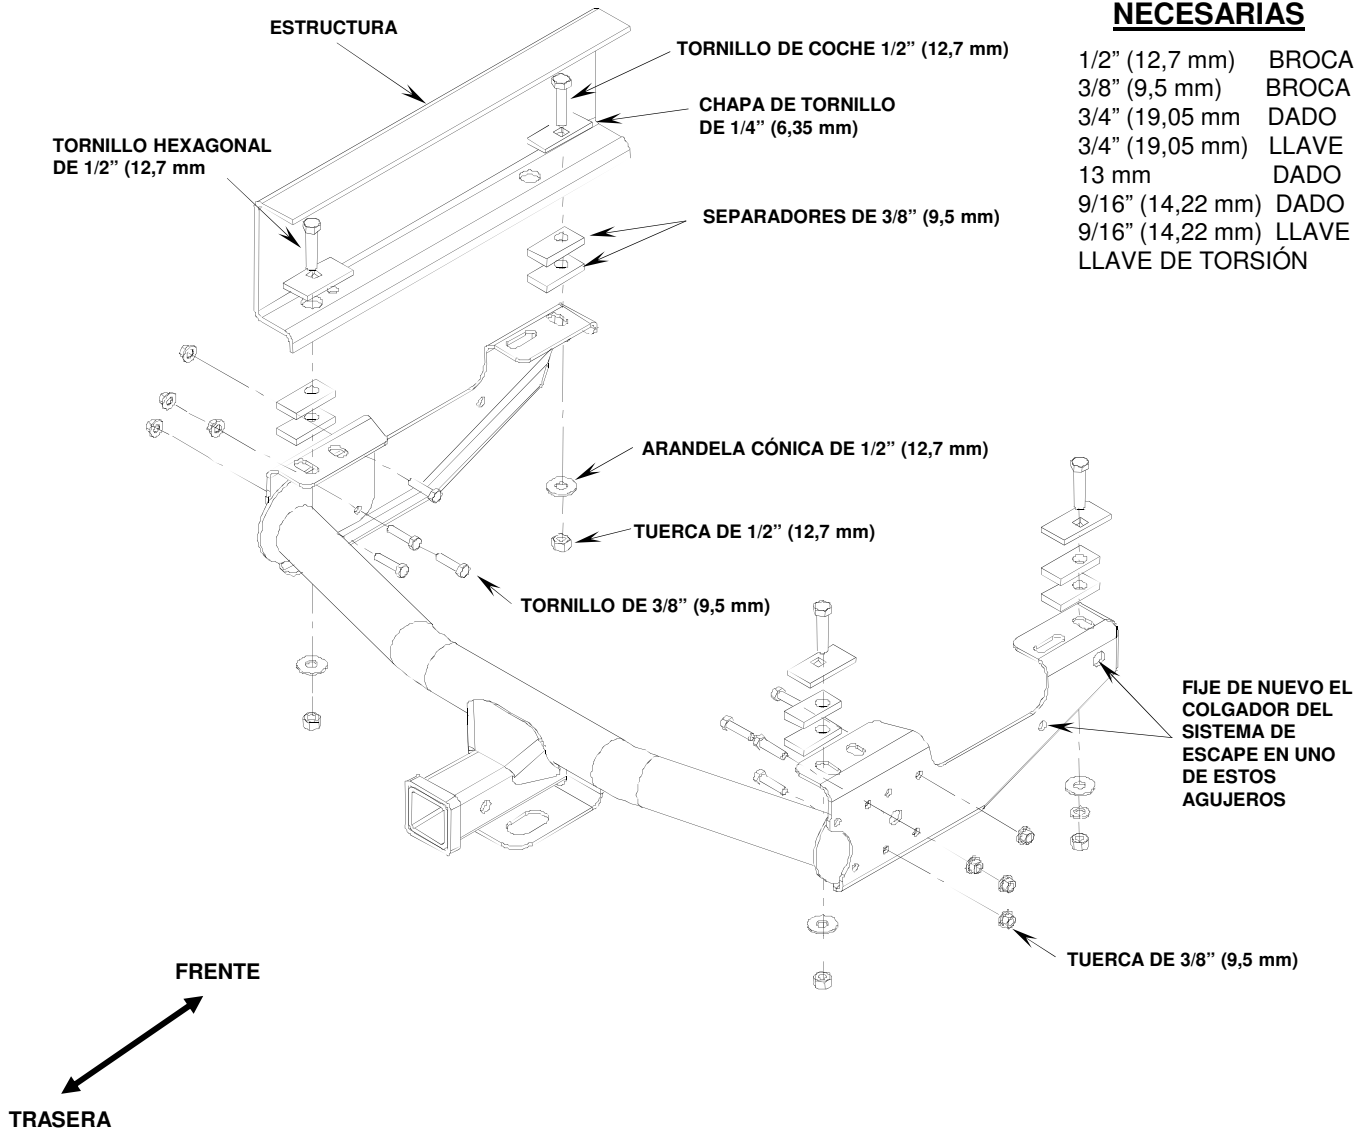 NECESARIAS
1/2” (12,7 mm) BROCA
3/8” (9,5 mm) BROCA
3/4“ (19,05 mm DADO
3/4“ (19,05 mm) LLAVE
13 mm DADO
9/16” (14,22 mm) DADO
9/16” (14,22 mm) LLAVE
LLAVE DE TORSIÓN
ESTRUCTURA
TORNILLO DE COCHE 1/2” (12,7 mm)
CHAPA DE TORNILLO
DE 1/4” (6,35 mm)
TORNILLO HEXAGONAL
DE 1/2” (12,7 mm
SEPARADORES DE 3/8” (9,5 mm)
ARANDELA CÓNICA DE 1/2” (12,7 mm)
TUERCA DE 1/2” (12,7 mm)
TORNILLO DE 3/8” (9,5 mm)
FIJE DE NUEVO EL
COLGADOR DEL
SISTEMA DE
ESCAPE EN UNO
DE ESTOS
AGUJEROS
TUERCA DE 3/8” (9,5 mm)
FRENTE
TRASERA